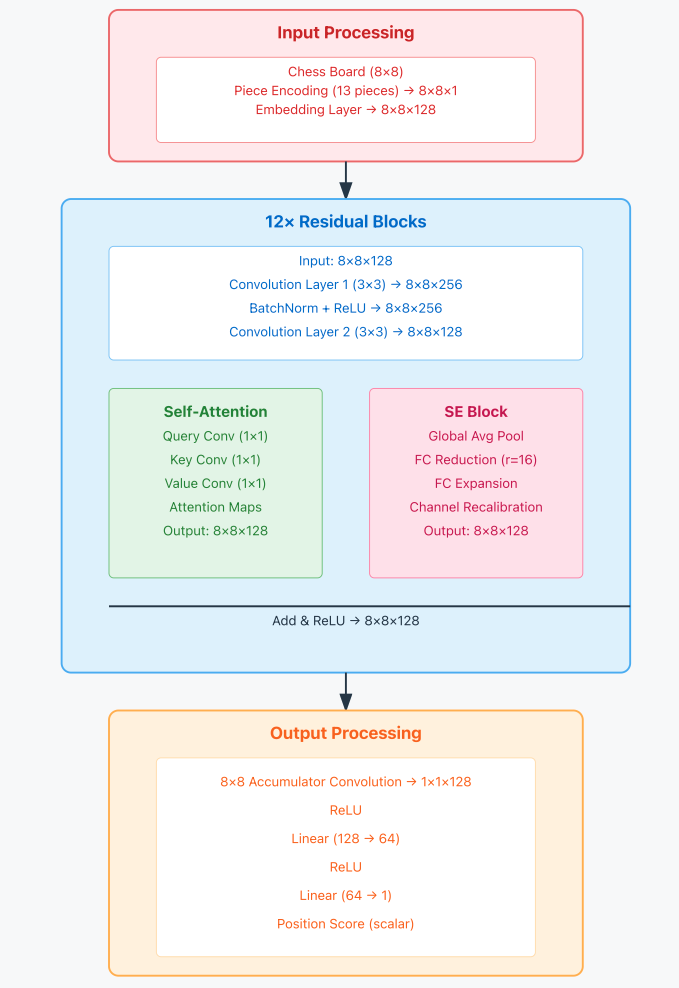 Input Processing
Chess Board (8×8)
Piece Encoding (13 pieces) → 8×8×1
Embedding Layer → 8×8×128
12× Residual Blocks
Input: 8×8×128
Convolution Layer 1 (3×3) → 8×8×256
BatchNorm + ReLU → 8×8×256
Convolution Layer 2 (3×3) → 8×8×128
Self-Attention
Query Conv (1×1)
Key Conv (1×1)
Value Conv (1×1)
Attention Maps
Output: 8×8×128
SE Block
Global Avg Pool
FC Reduction (r=16)
FC Expansion
Channel Recalibration
Output: 8×8×128
Add & ReLU → 8×8×128
Output Processing
8×8 Accumulator Convolution → 1×1×128
ReLU
Linear (128 → 64)
ReLU
Linear (64 → 1)
Position Score (scalar)